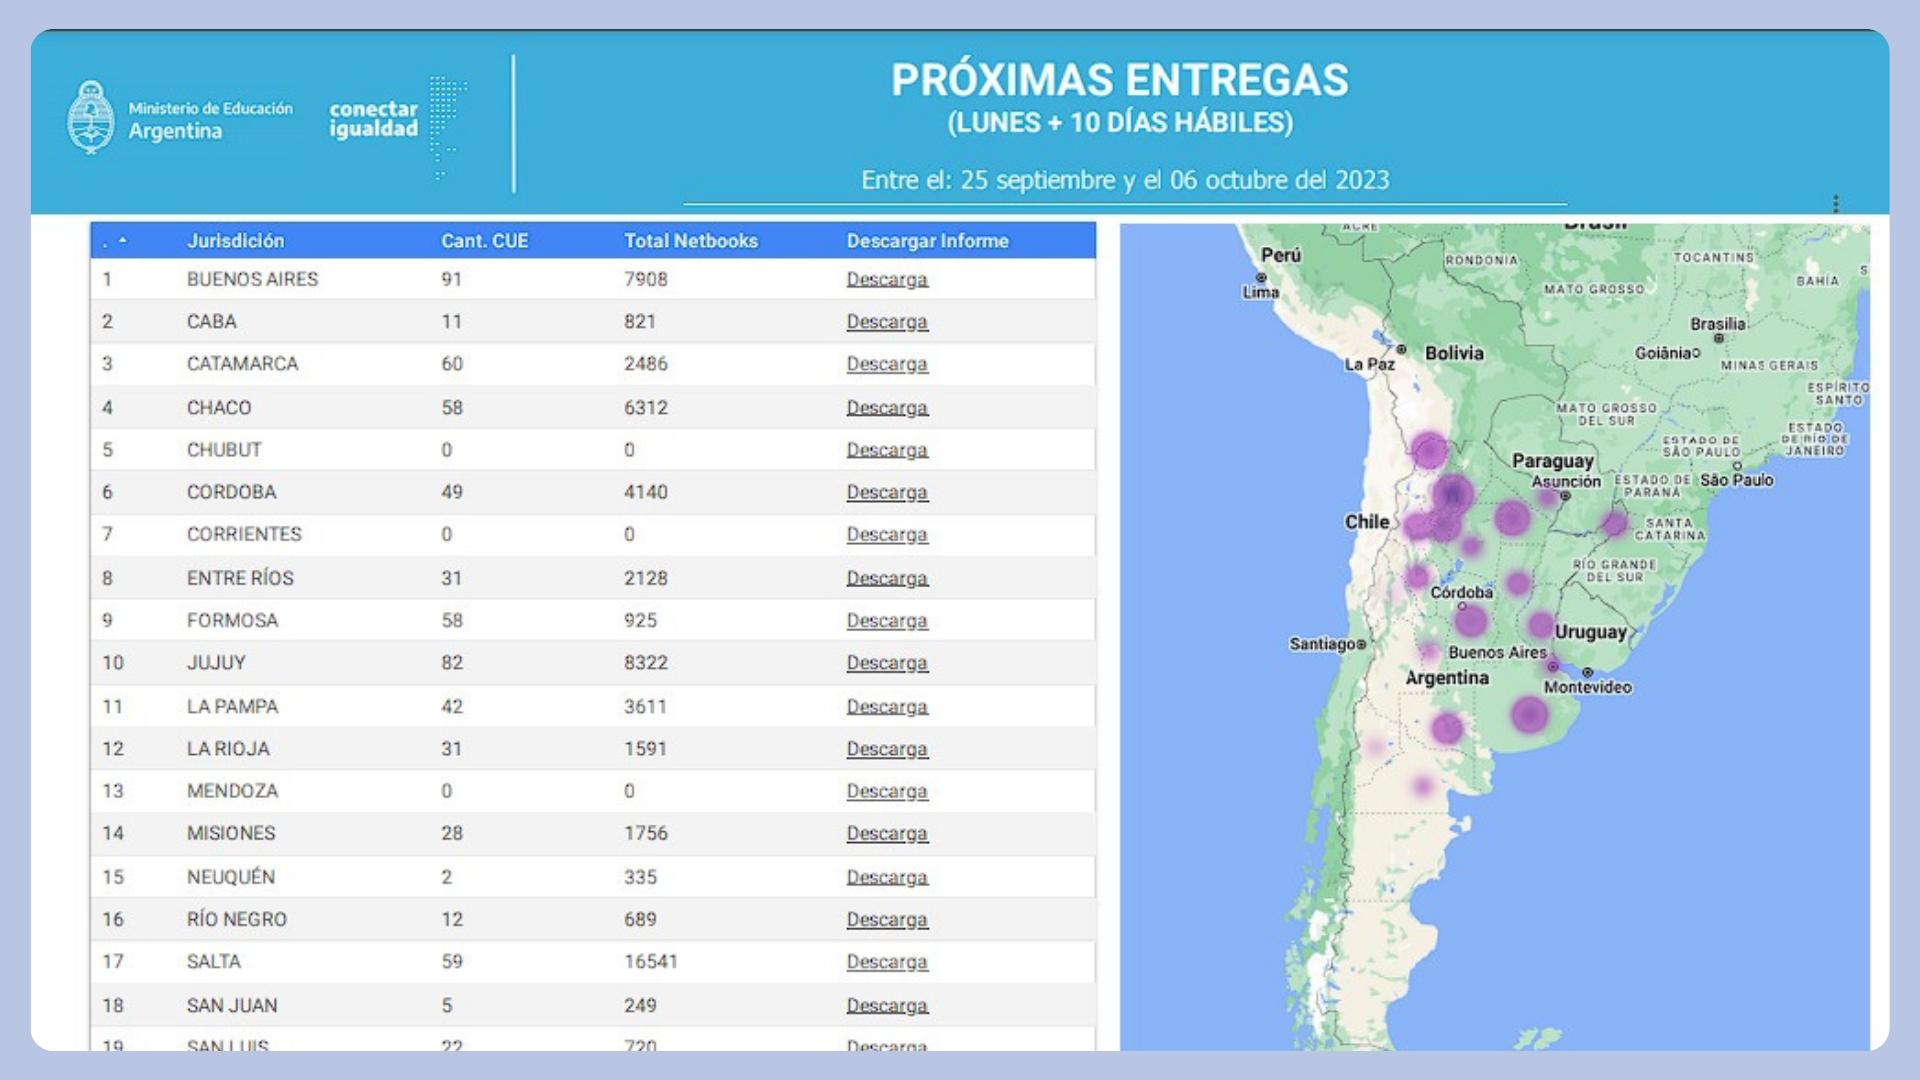 Ministerio de Educación
Argentina
conectar
igualdad
PRÓXIMAS ENTREGAS
(LUNES + 10 DÍAS HÁBILES)
Entre el: 25 septiembre y el 06 octubre del 2023
. Jurisdición Cant. CUE Total Netbooks Descargar Informe
1 BUENOS AIRES 91 7908 Descarga
2 CABA 11 821 Descarga
3 CATAMARCA 60 2486 Descarga
4 CHACO 58 6312 Descarga
5 CHUBUT 0 0 Descarga
6 CORDOBA 49 4140 Descarga
7 CORRIENTES 0 0 Descarga
8 ENTRE RÍOS 31 2128 Descarga
9 FORMOSA 58 925 Descarga
10 JUJUY 82 8322 Descarga
11 LA PAMPA 42 3611 Descarga
12 LA RIOJA 31 1591 Descarga
13 MENDOZA 0 0 Descarga
14 MISIONES 28 1756 Descarga
15 NEUQUÉN 2 335 Descarga
16 RÍO NEGRO 12 689 Descarga
17 SALTA 59 16541 Descarga
18 SAN JUAN 5 249 Descarga
19 SAN LUIS 22 720 Descarga
ACRE
Brasil
Perú
RONDONIA
TOCANTINS
Lima
MATO GROSSO
BAHÍA
S
Brasilia
La Paz
Bolivia
Goiânia
MINAS GERAIS
ESPÍRITO
SANTO
MATO GROSSO
DEL SUR
ESTADO
DE RÍO DE
JANEIRO
ESTADO DE
SÃO PAULO
Paraguay
Asunción
ESTADO DE
PARANÁ
São Paulo
Chile
SANTA
CATARINA
RÍO GRANDE
DEL SUR
Córdoba
Santiago
Uruguay
Buenos Aires
Argentina
Montevideo